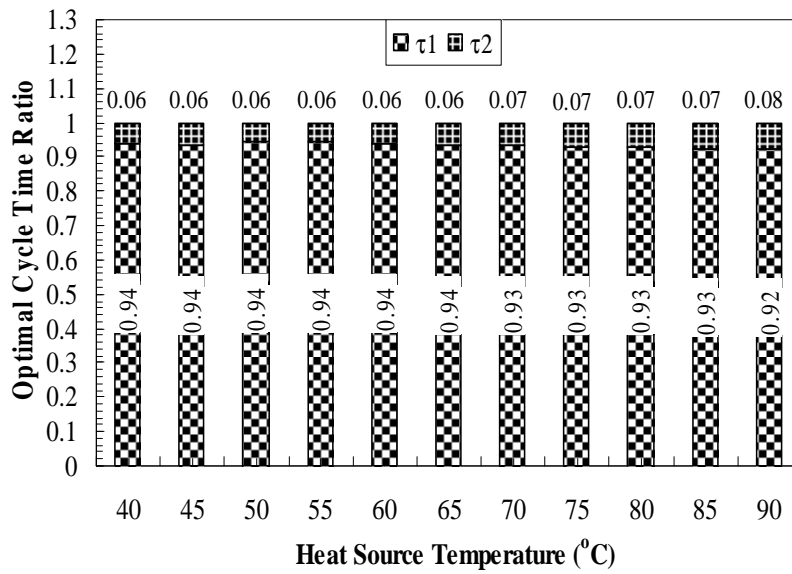 τ1 τ2
0.06 0.06 0.06 0.06 0.06 0.06 0.07 0.07 0.07 0.07 0.08
1.3
1.2
1.1
1
0.9
0.8
0.7
0.6
0.5
0.4
0.3
0.2
0.1
0
Optimal Cycle Time Ratio
0.94 0.94 0.94 0.94 0.94 0.94 0.93 0.93 0.93 0.93 0.92
40 45 50 55 60 65 70 75 80 85 90
Heat Source Temperature (°C)